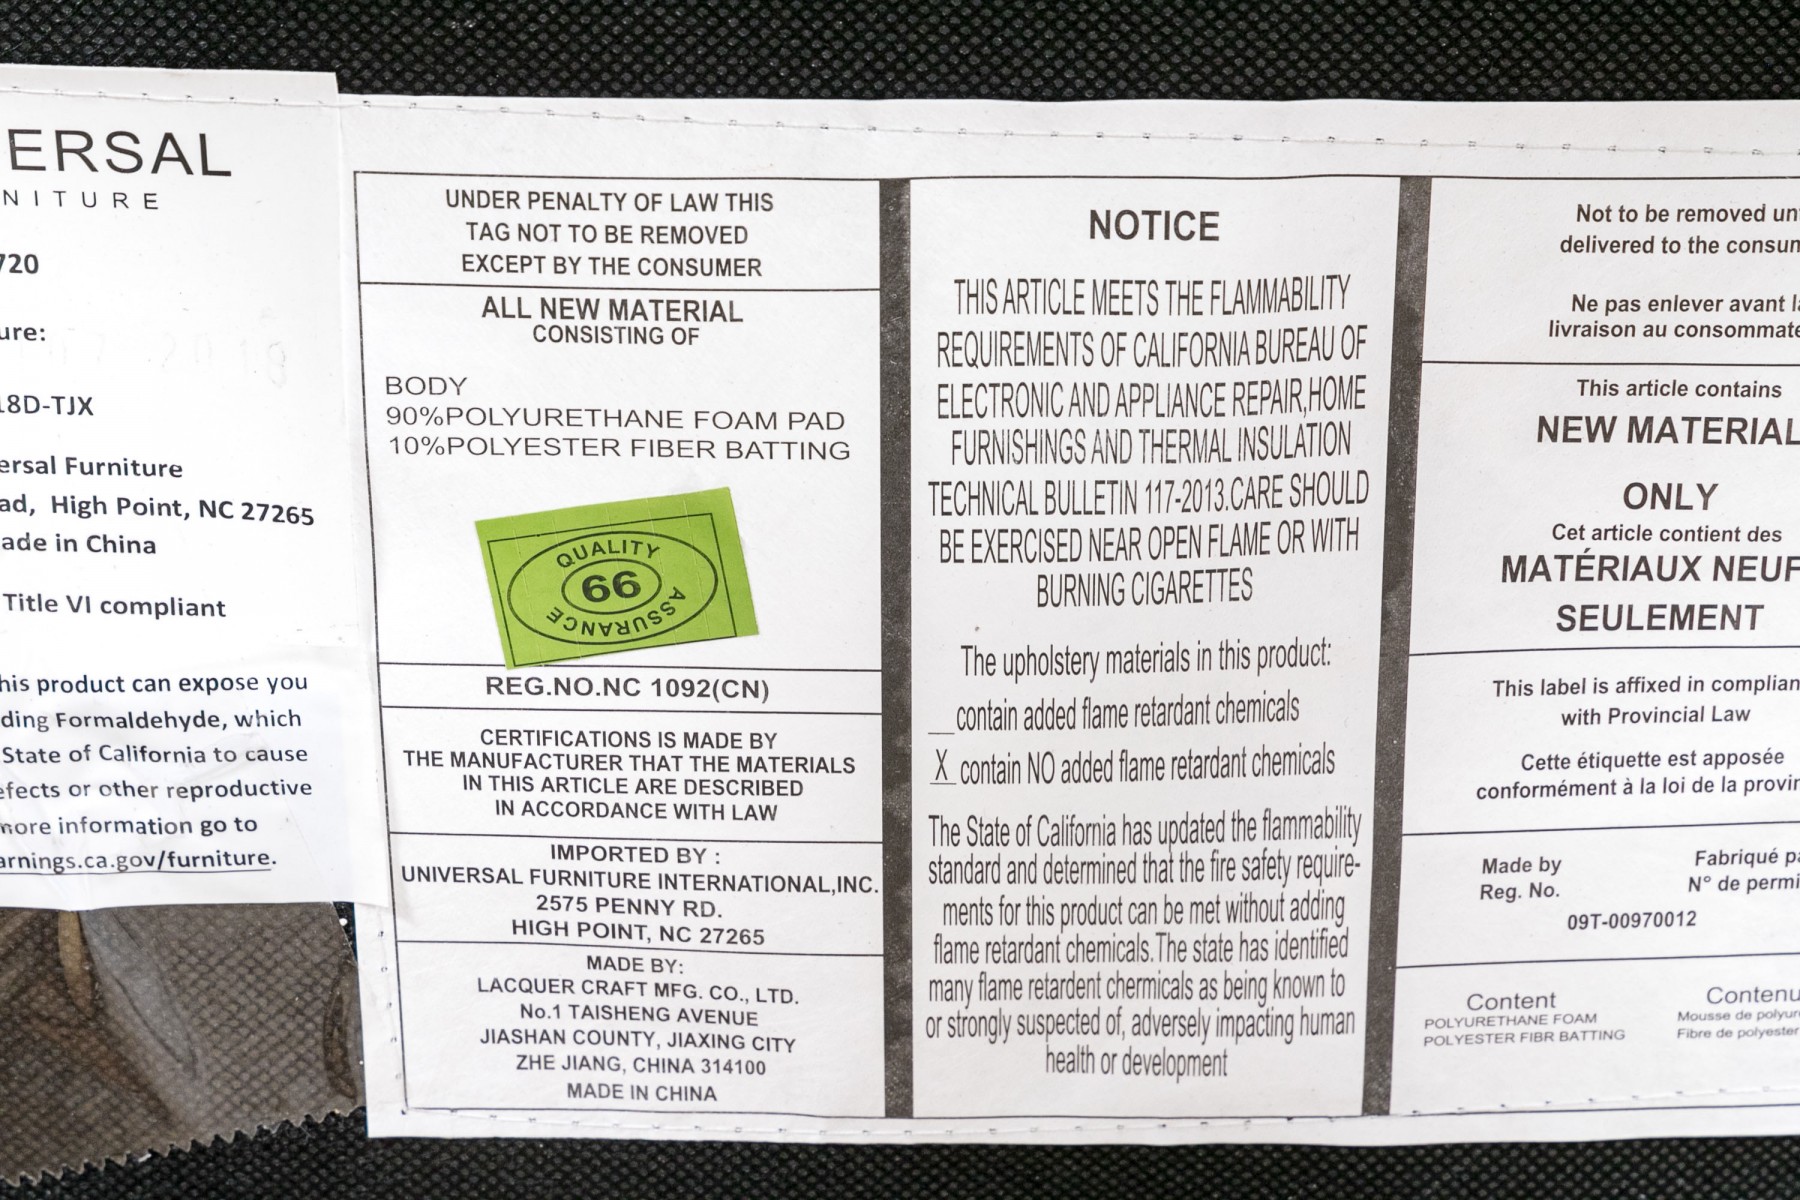 ERSAL
NITURE
720
ure:
2018
18D-TJX
ersal Furniture
ad, High Point, NC 27265
ade in China
Title VI compliant
his product can expose you
ding Formaldehyde, which
State of California to cause
efects or other reproductive
more information go to
arnings.ca.gov/furniture.
UNDER PENALTY OF LAW THIS
TAG NOT TO BE REMOVED
EXCEPT BY THE CONSUMER
ALL NEW MATERIAL
CONSISTING OF
BODY
90%POLYURETHANE FOAM PAD
10%POLYESTER FIBER BATTING
QUALITY
66
ASSURANCE
REG.NO.NC 1092(CN)
CERTIFICATIONS IS MADE BY
THE MANUFACTURER THAT THE MATERIALS
IN THIS ARTICLE ARE DESCRIBED
IN ACCORDANCE WITH LAW
IMPORTED BY :
UNIVERSAL FURNITURE INTERNATIONAL,INC.
2575 PENNY RD.
HIGH POINT, NC 27265
MADE BY:
LACQUER CRAFT MFG. CO., LTD.
No.1 TAISHENG AVENUE
JIASHAN COUNTY, JIAXING CITY
ZHE JIANG, CHINA 314100
MADE IN CHINA
NOTICE
THIS ARTICLE MEETS THE FLAMMABILITY
REQUIREMENTS OF CALIFORNIA BUREAU OF
ELECTRONIC AND APPLIANCE REPAIR,HOME
FURNISHINGS AND THERMAL INSULATION
TECHNICAL BULLETIN 117-2013.CARE SHOULD
BE EXERCISED NEAR OPEN FLAME OR WITH
BURNING CIGARETTES
The upholstery materials in this product:
__contain added flame retardant chemicals
X contain NO added flame retardant chemicals
The State of California has updated the flammability
standard and determined that the fire safety require-
ments for this product can be met without adding
flame retardant chemicals.The state has identified
many flame retardent chermicals as being known to
or strongly suspected of, adversely impacting human
health or development
Not to be removed un
delivered to the consum
Ne pas enlever avant la
livraison au consommate
This article contains
NEW MATERIAL
ONLY
Cet article contient des
MATÉRIAUX NEUF
SEULEMENT
This label is affixed in complian
with Provincial Law
Cette étiquette est apposée
conformément à la loi de la provin
Made by
Reg. No.
Fabriqué pa
N° de permi
09T-00970012
Content
POLYURETHANE FOAM
POLYESTER FIBR BATTING
Contenu
Mousse de polyur
Fibre de polyester